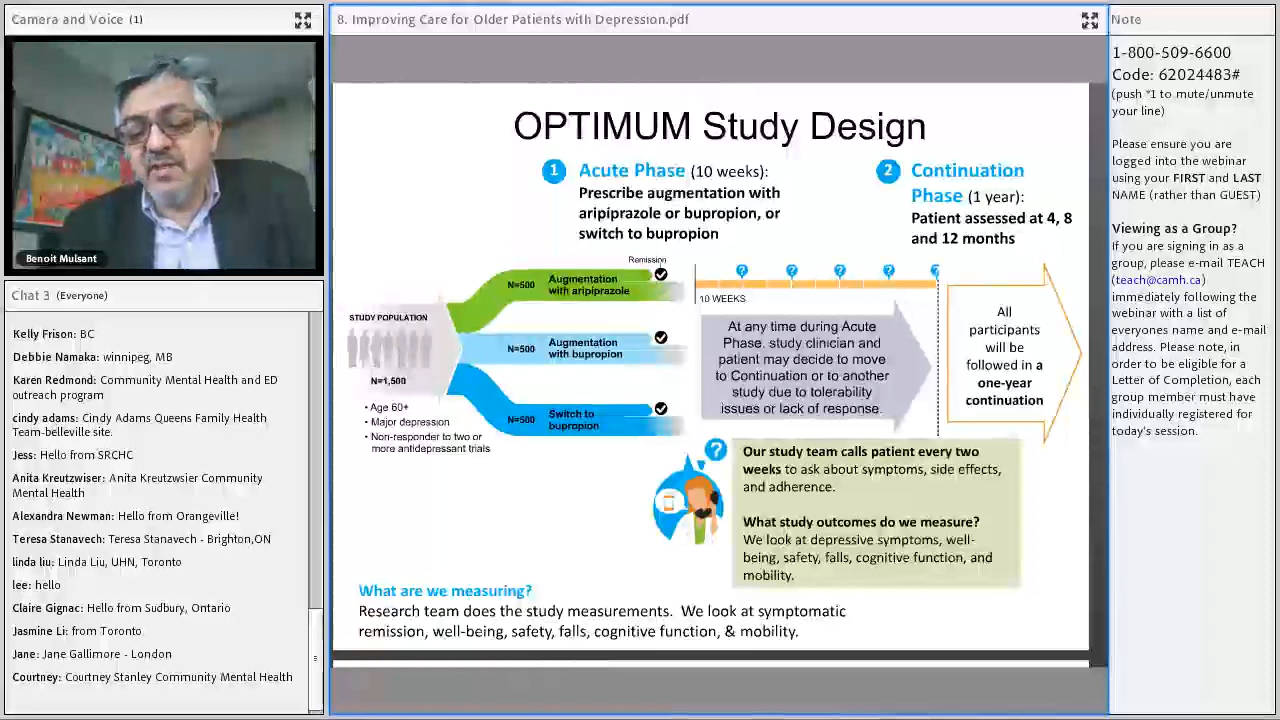 Camera and Voice (1)
Benoit Mulsant
Chat 3 (Everyone)
Kelly Frison: BC
Debbie Namaka: winnipeg, MB
Karen Redmond: Community Mental Health and ED
outreach program
cindy adams: Cindy Adams Queens Family Health
Team-belleville site.
Jess: Hello from SRCHC
Anita Kreutzwiser: Anita Kreutzwsier Community
Mental Health
Alexandra Newman: Hello from Orangeville!
Teresa Stanavech: Teresa Stanavech - Brighton,ON
linda liu: Linda Liu, UHN, Toronto
lee: hello
Claire Gignac: Hello from Sudbury, Ontario
Jasmine Li: from Toronto
Jane: Jane Gallimore - London
Courtney: Courtney Stanley Community Mental Health
8. Improving Care for Older Patients with Depression.pdf
OPTIMUM Study Design
1 Acute Phase (10 weeks):
Prescribe augmentation with
aripiprazole or bupropion, or
switch to bupropion
2 Continuation
Phase (1 year):
Patient assessed at 4, 8
and 12 months
Remission
STUDY POPULATION
N=1,500
• Age 60+
• Major depression
• Non-responder to two or
more antidepressant trials
N=500 Augmentation
with aripiprazole
N=500 Augmentation
with bupropion
N=500 Switch to
bupropion
? ? ? ? ?
10 WEEKS
At any time during Acute
Phase. study clinician and
patient may decide to move
to Continuation or to another
study due to tolerability
issues or lack of response.
All
participants
will be
followed in a
one-year
continuation
?
Our study team calls patient every two
weeks to ask about symptoms, side effects,
and adherence.
What study outcomes do we measure?
We look at depressive symptoms, well-
being, safety, falls, cognitive function, and
mobility.
What are we measuring?
Research team does the study measurements. We look at symptomatic
remission, well-being, safety, falls, cognitive function, & mobility.
Note
1-800-509-6600
Code: 62024483#
(push *1 to mute/unmute
your line)
Please ensure you are
logged into the webinar
using your FIRST and LAST
NAME (rather than GUEST)
Viewing as a Group?
If you are signing in as a
group, please e-mail TEACH
(teach@camh.ca)
immediately following the
webinar with a list of
everyones name and e-mail
address. Please note, in
order to be eligible for a
Letter of Completion, each
group member must have
individually registered for
today's session.